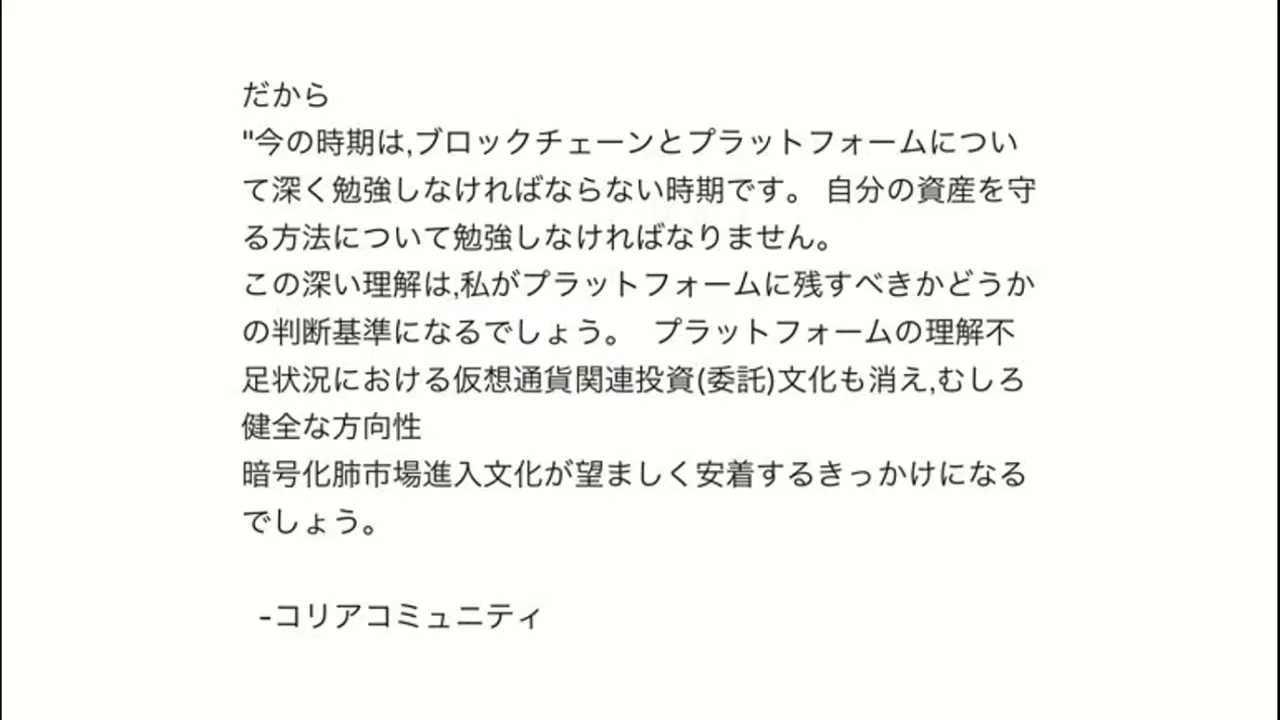 だから
"今の時期は,ブロックチェーンとプラットフォームについ
て深く勉強しなければならない時期です。 自分の資産を守
る方法について勉強しなければなりません。
この深い理解は,私がプラットフォームに残すべきかどうか
の判断基準になるでしょう。  プラットフォームの理解不
足状況における仮想通貨関連投資(委託)文化も消え,むしろ
健全な方向性
暗号化肺市場進入文化が望ましく安着するきっかけになる
でしょう。
-コリアコミュニティ